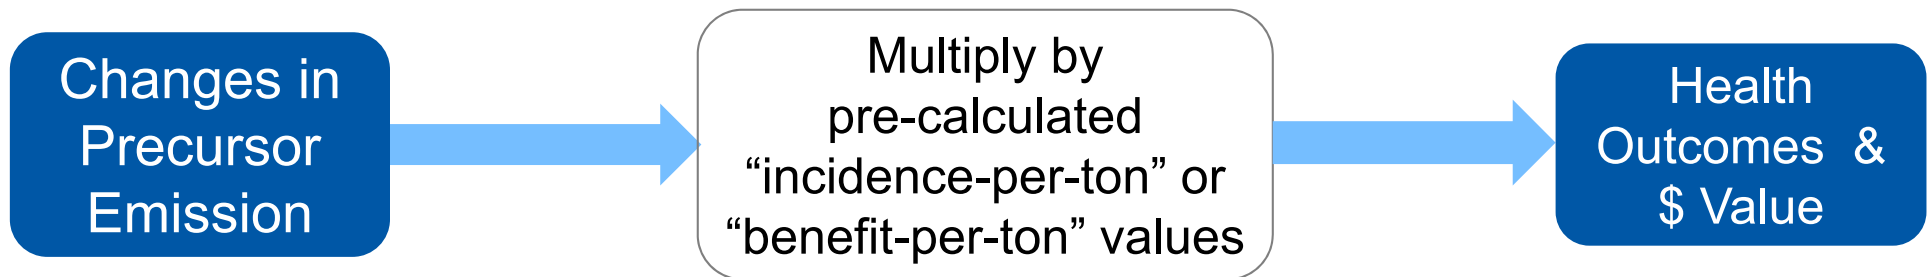 Changes in
Precursor
Emission
Multiply by
pre-calculated
“incidence-per-ton” or
“benefit-per-ton” values
Health
Outcomes &
$ Value